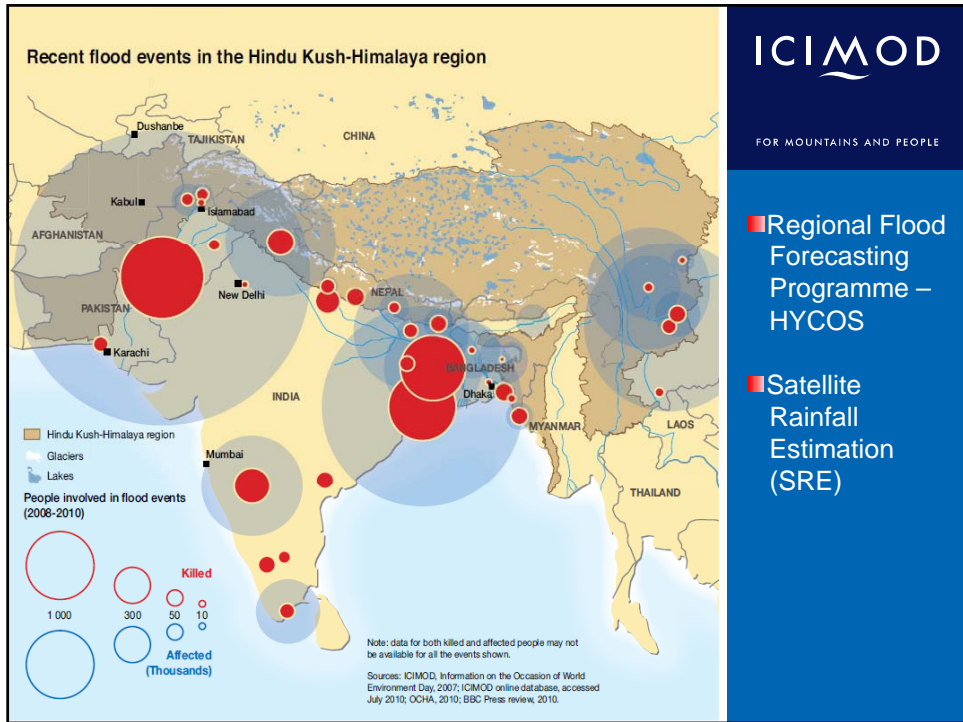 Recent flood events in the Hindu Kush-Himalaya region
Dushanbe
TAJIKISTAN
CHINA
Kabul
Islamabad
AFGHANISTAN
New Delhi
NEPAL
PAKISTAN
Karachi
BANGLADESH
INDIA
Dhaka
MYANMAR
LAOS
Mumbai
THAILAND
Hindu Kush-Himalaya region
Glaciers
Lakes
People involved in flood events
(2008-2010)
Killed
1 000 300 50 10
Affected
(Thousands)
Note: data for both killed and affected people may not
be available for all the events shown.
Sources: ICIMOD, Information on the Occasion of World
Environment Day, 2007; ICIMOD online database, accessed
July 2010; OCHA, 2010; BBC Press review, 2010.
ICIMOD
FOR MOUNTAINS AND PEOPLE
Regional Flood
Forecasting
Programme –
HYCOS
Satellite
Rainfall
Estimation
(SRE)